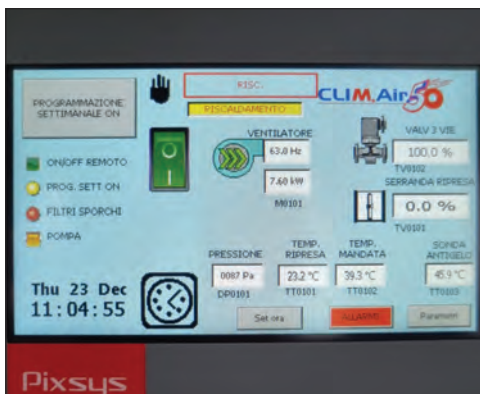 PROGRAMMAZIONE
SETTIMANALE ON
RISC.
RISCALDAMENTO
CLIM.Air50
VENTILATORE
63.0 Hz
7.60 kW
M0101
VALV 3 VIE
100.0 %
TV0102
SERRANDA RIPRESA
0.0 %
TV0101
ON/OFF REMOTO
PROG. SETT ON
FILTRI SPORCHI
POMPA
PRESSIONE
0087 Pa
DP0101
TEMP.
RIPRESA
23.2 °C
TT0101
TEMP.
MANDATA
39.3 °C
TT0102
SONDA
ANTIGELO
45.9 °C
TT0103
Thu 23 Dec
11:04:55
Set ora
ALLARMI
Parametri
Pixsys